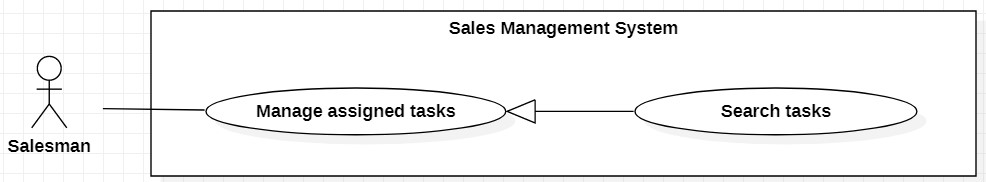 Sales Management System
Manage assigned tasks
Search tasks
Salesman